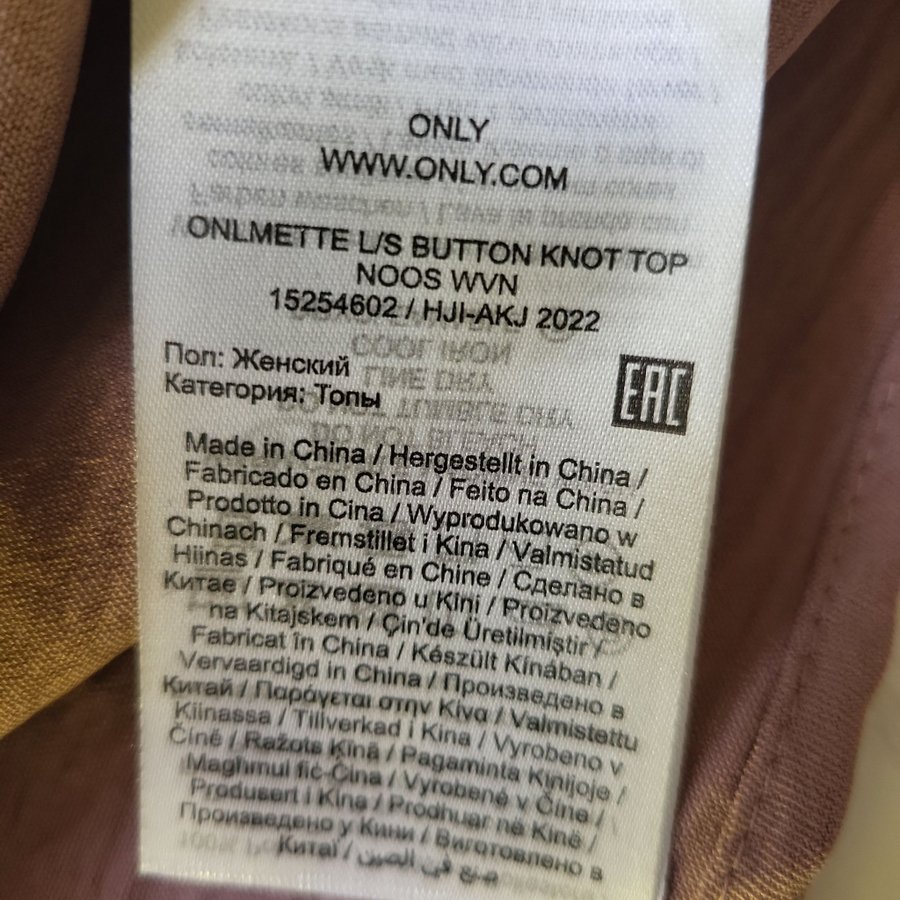 ONLY
WWW.ONLY.COM
ONLMETTE L/S BUTTON KNOT TOP
NOOS WVN
15254602 / HJI-AKJ 2022
Пол: Женский
Категория: Топы
EAC
Made in China / Hergestellt in China /
Fabricado en China / Feito na China /
Prodotto in Cina / Wyprodukowano w
Chinach / Fremstillet i Kina / Valmistatud
Hiinas / Fabriqué en Chine / Сделано в
Китае / Proizvedeno u Kini / Proizvedeno
na Kitajskem / Çin'de Üretilmiştir /
Fabricat în China / Készült Kínában /
Vervaardigd in China / Произведено в
Китай / Παράγεται στην Κίνα / Valmistettu
Kiinassa / Tillverkad i Kina / Vyrobeno v
Číně / Ražots Ķīnā / Pagaminta Kinijoje /
Maghmul fiċ-Ċina / Vyrobené v Číne /
Produsert i Kina / Prodhuar në Kinë /
Произведено у Кини / Виготовлено в
Китаї / صنع في الصين